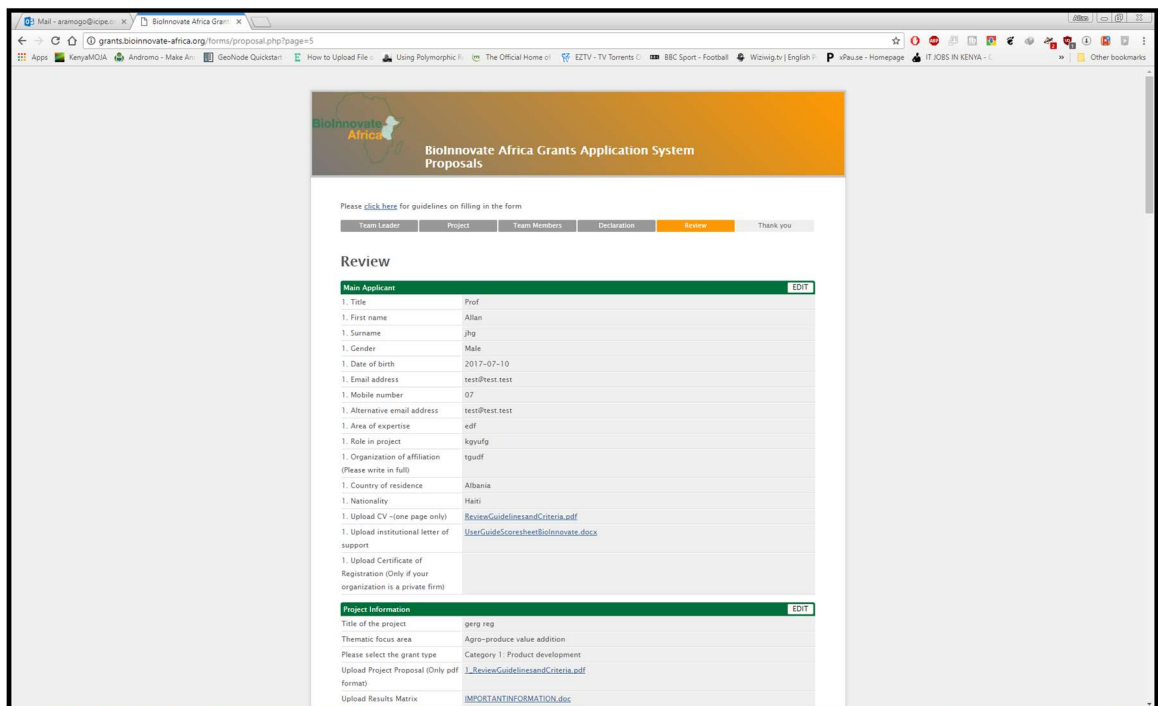 Mail - aramogo@icipe.o
BioInnovate Africa Grant
Allan
grants.bioinnovate-africa.org/forms/proposal.php?page=5
Apps KenyaMOJA Andromo - Make An GeoNode Quickstart How to Upload File Using Polymorphic The Official Home of EZTV - TV Torrents BBC Sport - Football Wiziwig.tv | English P xPau.se - Homepage IT JOBS IN KENYA - » Other bookmarks
BioInnovate
Africa
BioInnovate Africa Grants Application System
Proposals
Please click here for guidelines on filling in the form
Team Leader Project Team Members Declaration Review Thank you
Review
Main Applicant EDIT
1. Title Prof
1. First name Allan
1. Surname jhg
1. Gender Male
1. Date of birth 2017-07-10
1. Email address test@test.test
1. Mobile number 07
1. Alternative email address test@test.test
1. Area of expertise edf
1. Role in project kgyufg
1. Organization of affiliation tgudf
(Please write in full)
1. Country of residence Albania
1. Nationality Haiti
1. Upload CV -(one page only) ReviewGuidelinesandCriteria.pdf
1. Upload institutional letter of UserGuideScoresheetBioInnovate.docx
support
1. Upload Certificate of
Registration (Only if your
organization is a private firm)
Project Information EDIT
Title of the project gerg reg
Thematic focus area Agro-produce value addition
Please select the grant type Category 1: Product development
Upload Project Proposal (Only pdf 1_ReviewGuidelinesandCriteria.pdf
format)
Upload Results Matrix IMPORTANTINFORMATION.doc